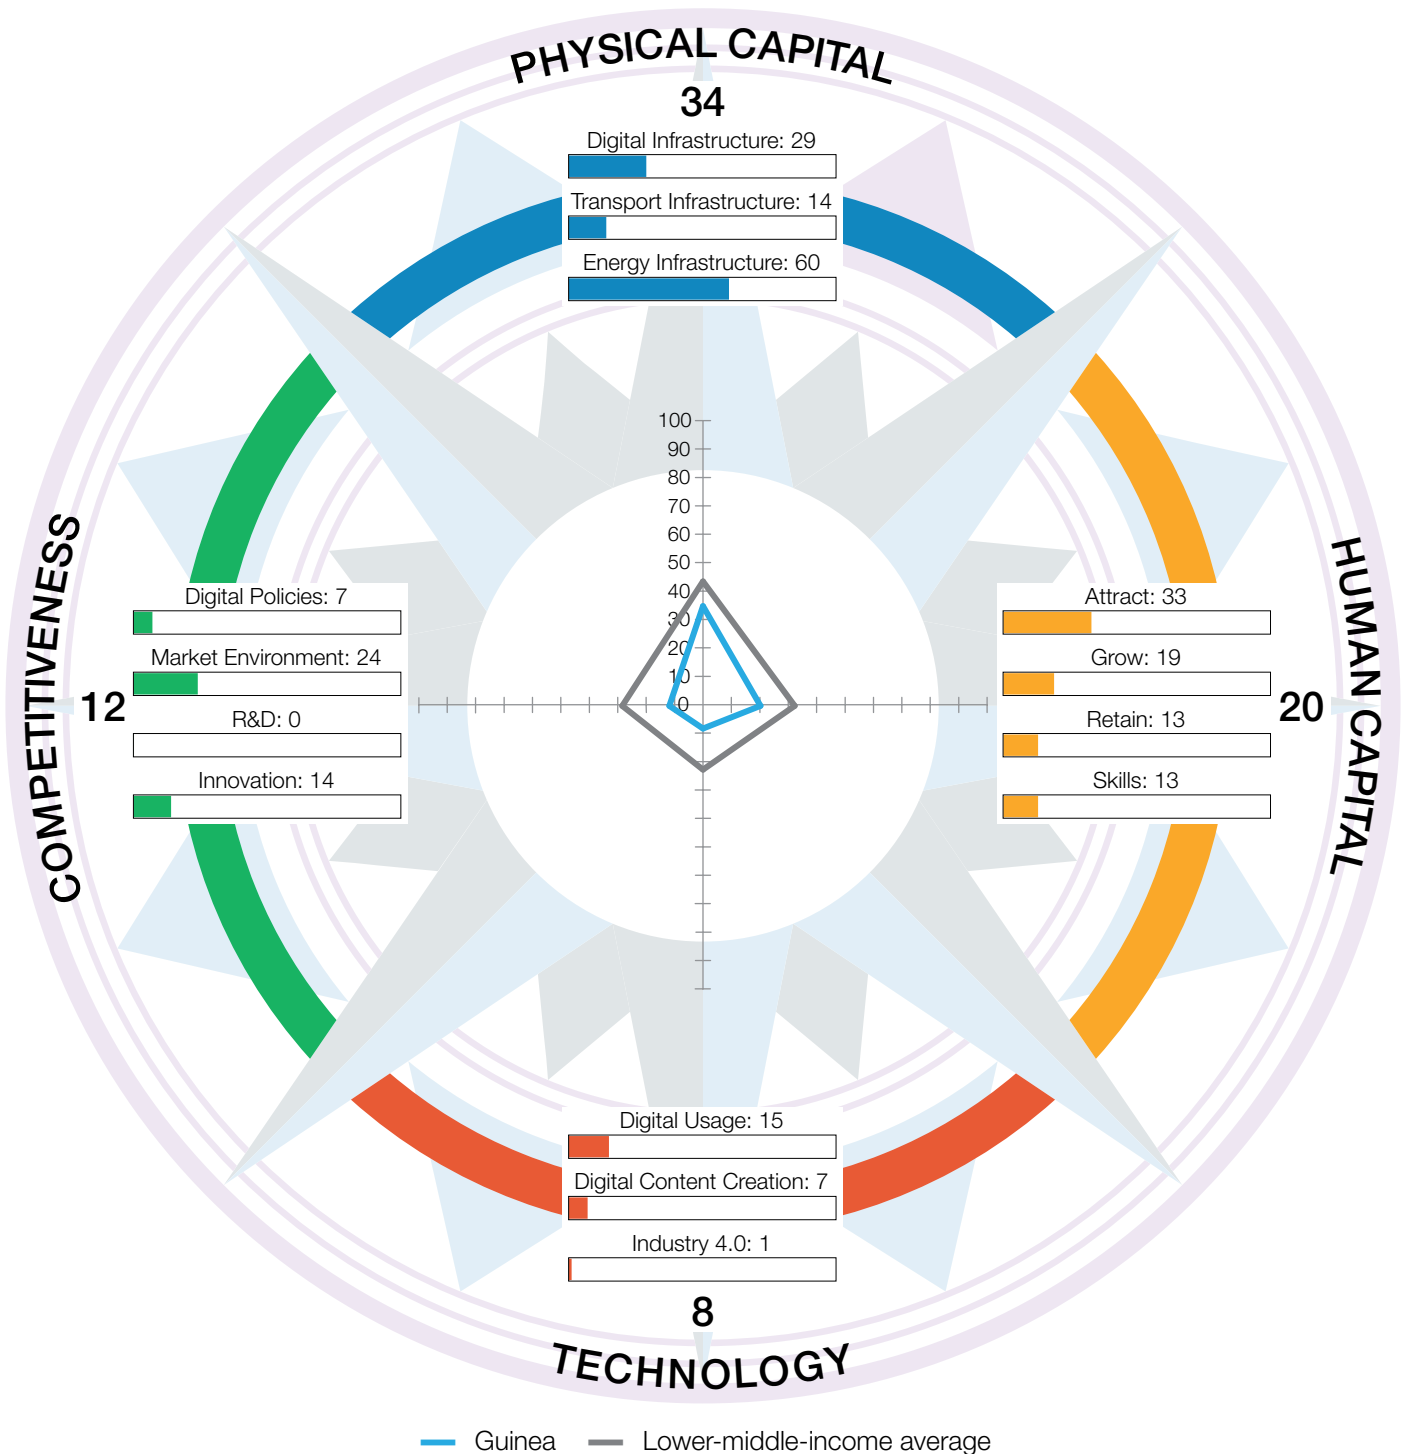 PHYSICAL CAPITAL
34
Digital Infrastructure: 29
Transport Infrastructure: 14
Energy Infrastructure: 60
100
90
80
70
60
50
40
30
20
10
0
COMPETITIVENESS
12
Digital Policies: 7
Market Environment: 24
R&D: 0
Innovation: 14
HUMAN CAPITAL
20
Attract: 33
Grow: 19
Retain: 13
Skills: 13
Digital Usage: 15
Digital Content Creation: 7
Industry 4.0: 1
8
TECHNOLOGY
Guinea
Lower-middle-income average